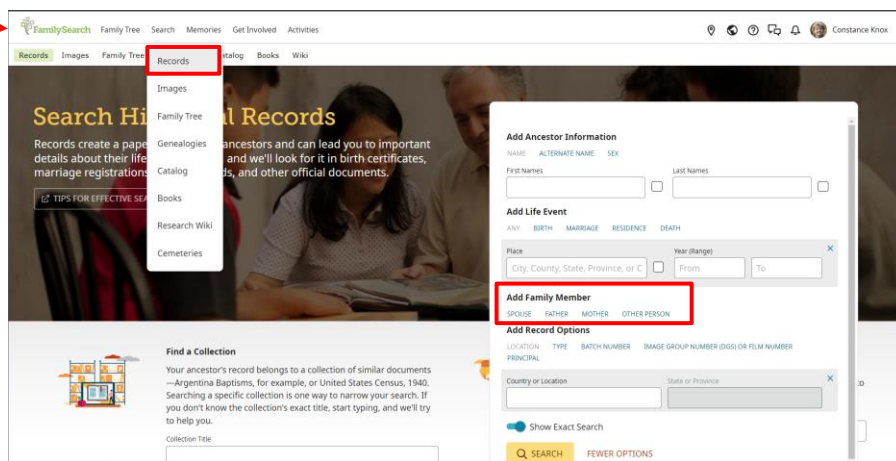 FamilySearch Family Tree Search Memories Get Involved Activities Constance Knox
Records Images Family Tree talog Books Wiki
Records
Images
Family Tree
Genealogies
Catalog
Books
Research Wiki
Cemeteries
Search Hi l Records
Records create a pape ancestors and can lead you to important
details about their life and we'll look for it in birth certificates,
marriage registrations ds, and other official documents.
TIPS FOR EFFECTIVE SEA
Add Ancestor Information
NAME ALTERNATE NAME SEX
First Names Last Names
Add Life Event
ANY BIRTH MARRIAGE RESIDENCE DEATH
Place Year (Range)
City, County, State, Province, or C From To
Add Family Member
SPOUSE FATHER MOTHER OTHER PERSON
Add Record Options
LOCATION TYPE BATCH NUMBER IMAGE GROUP NUMBER (DGS) OR FILM NUMBER
PRINCIPAL
Country or Location State or Province
Show Exact Search
SEARCH FEWER OPTIONS
Find a Collection
Your ancestor's record belongs to a collection of similar documents
—Argentina Baptisms, for example, or United States Census, 1940.
Searching a specific collection is one way to narrow your search. If
you don't know the collection's exact title, start typing, and we'll try
to help you.
Collection Title